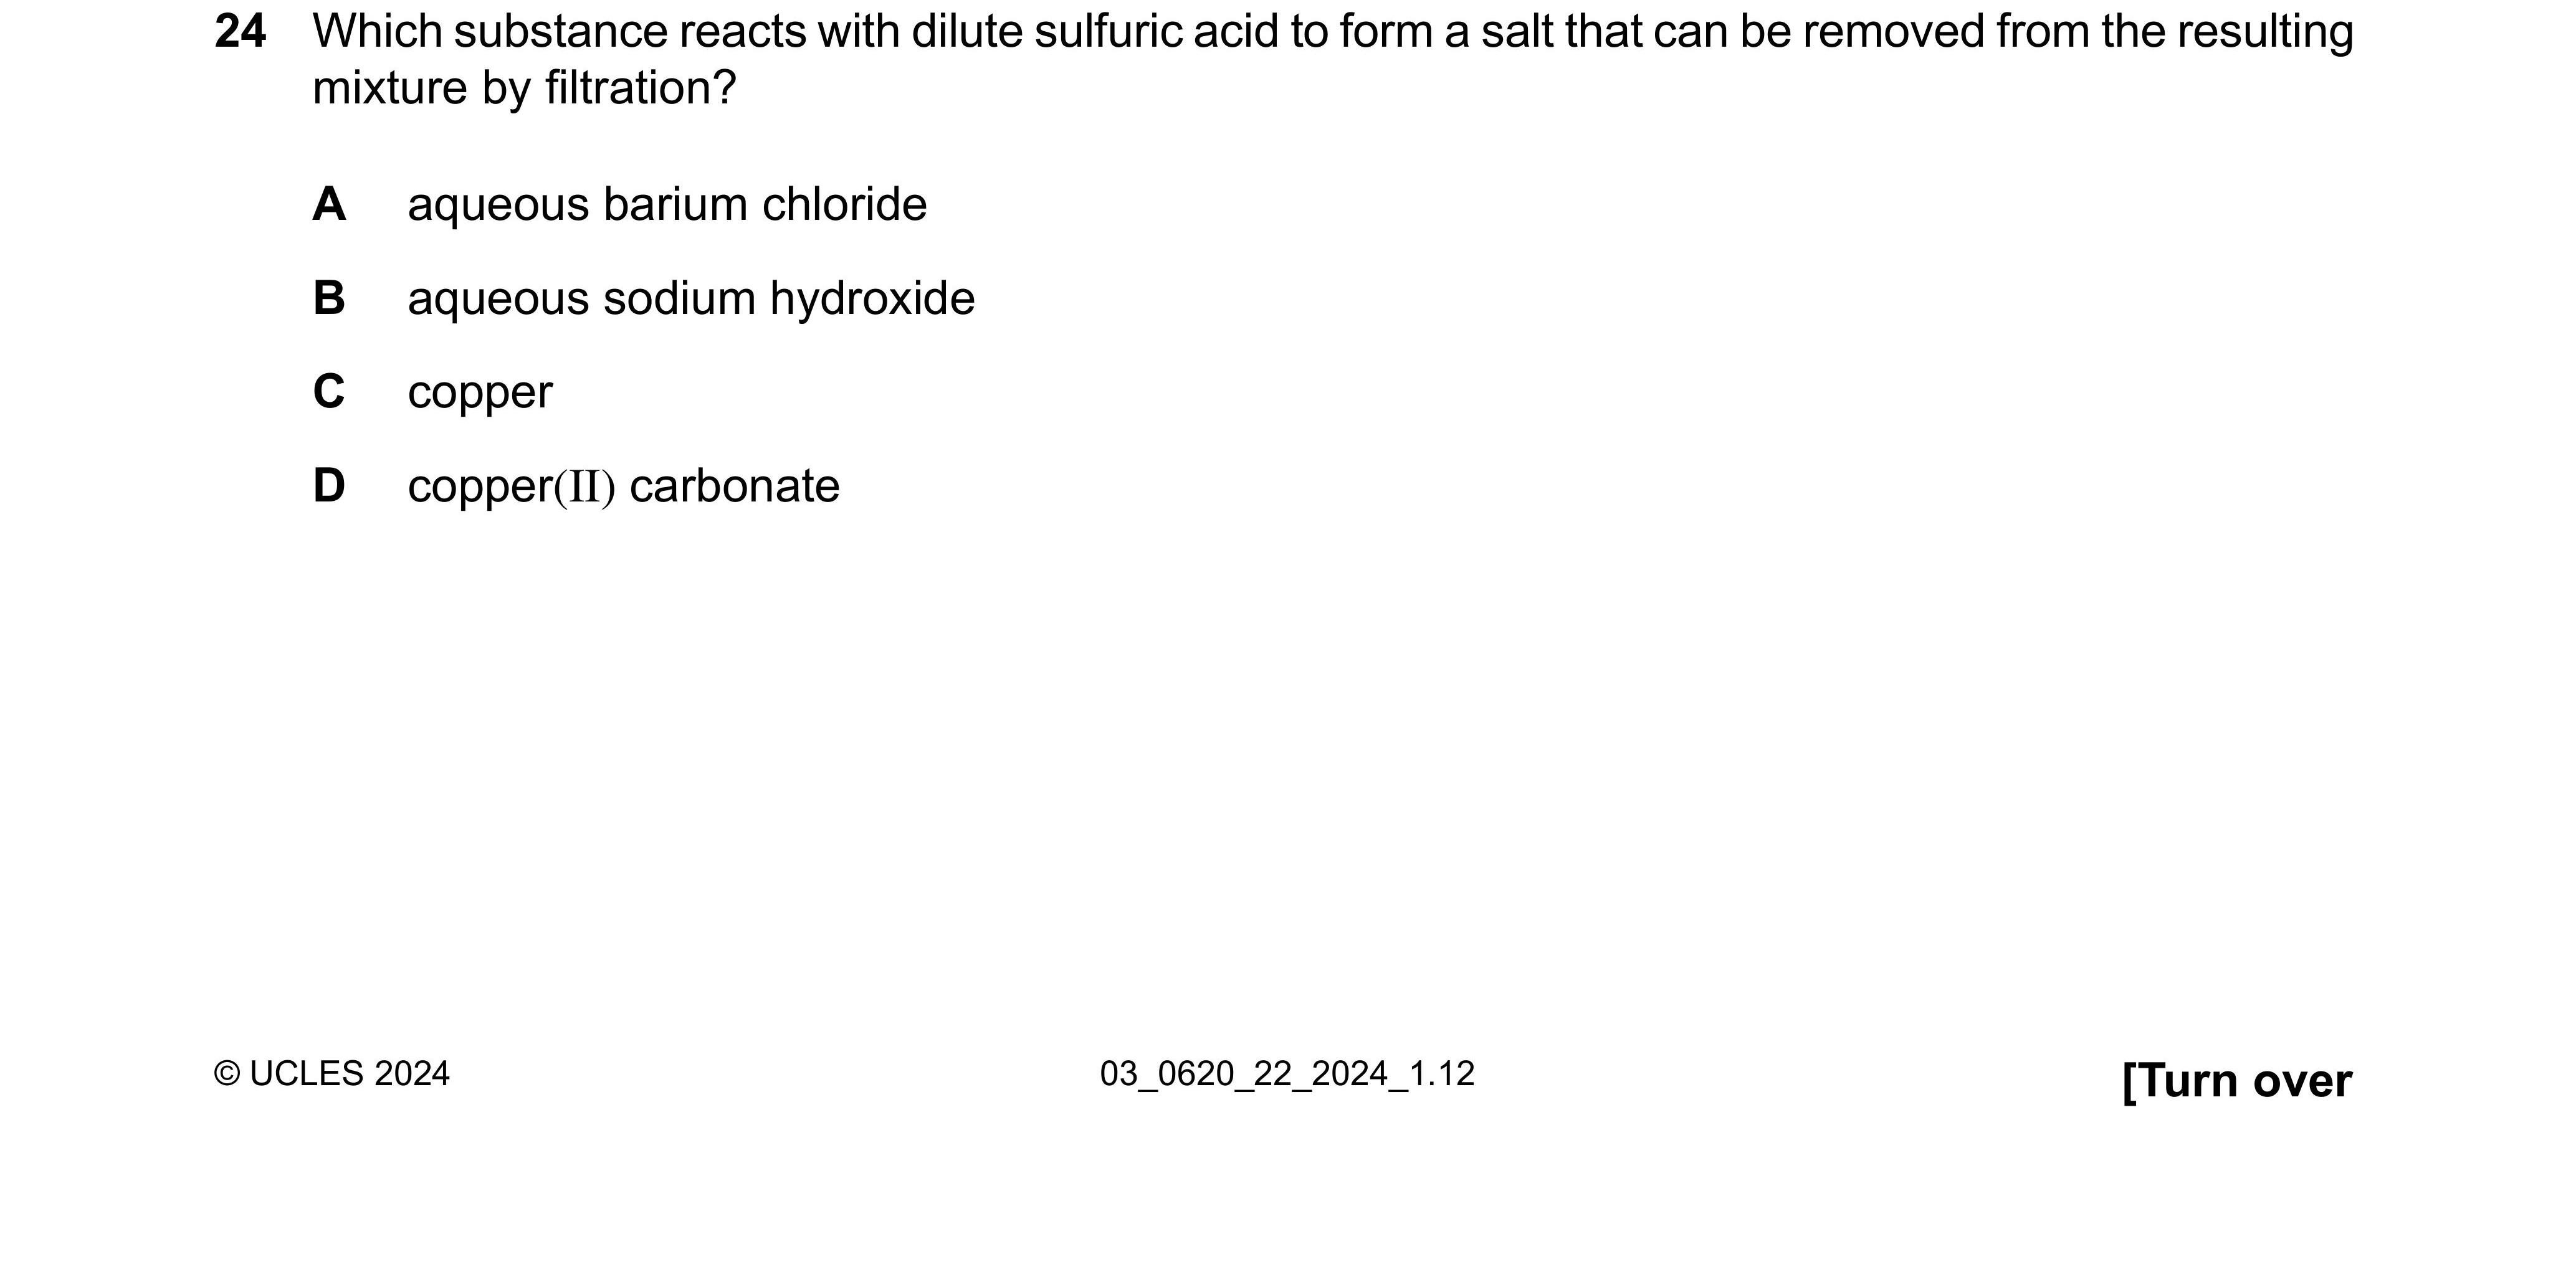 24 Which substance reacts with dilute sulfuric acid to form a salt that can be removed from the resulting
mixture by filtration?
A aqueous barium chloride
B aqueous sodium hydroxide
C copper
D copper(II) carbonate
© UCLES 2024 03_0620_22_2024_1.12 [Turn over